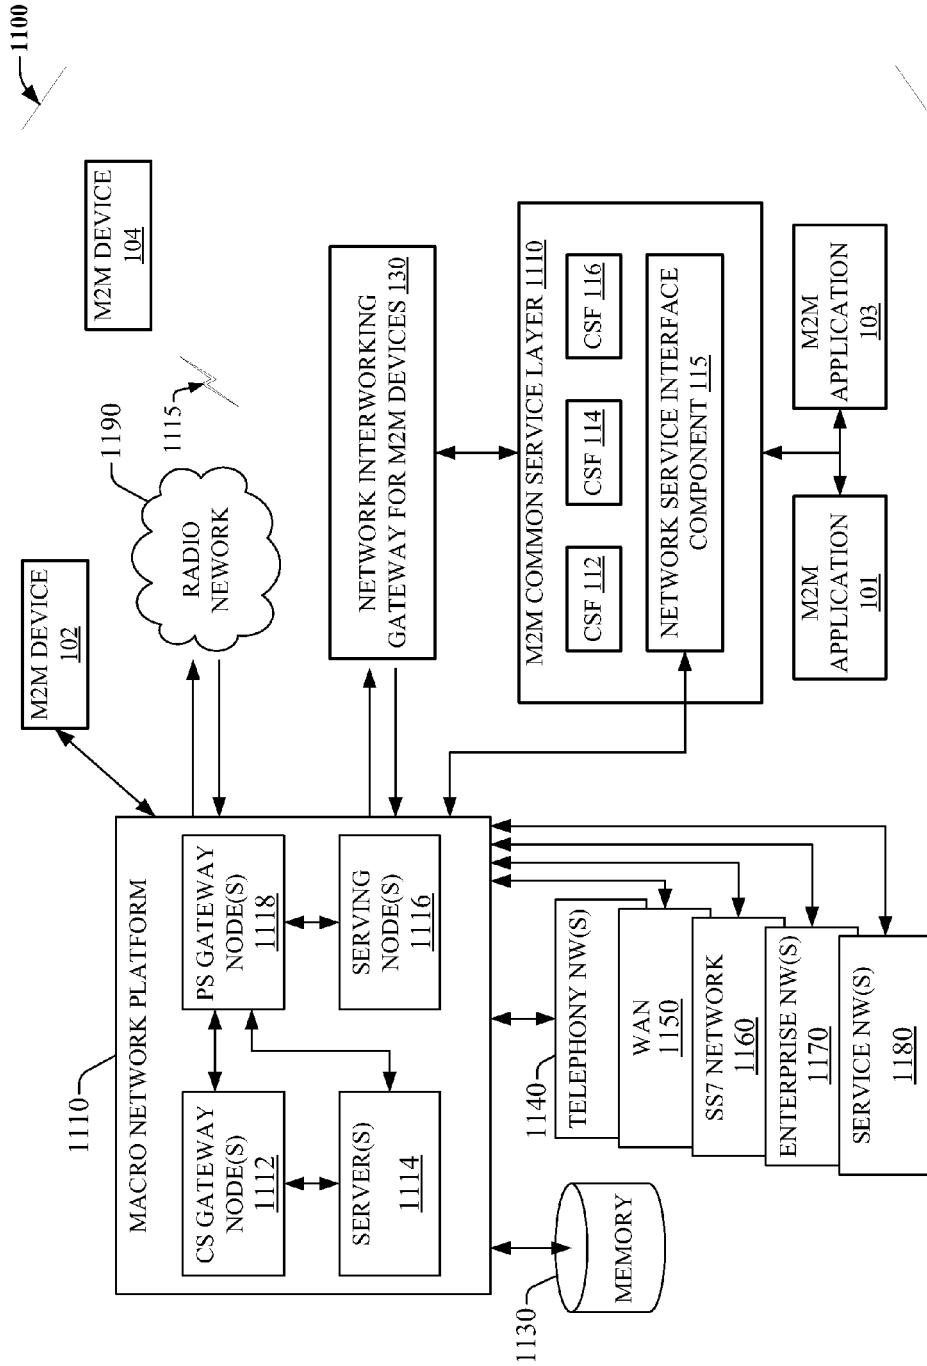 1100
M2M DEVICE
104
M2M DEVICE
102
1190
RADIO
NEWORK
1115
1110
MACRO NETWORK PLATFORM
CS GATEWAY
NODE(S)
1112
PS GATEWAY
NODE(S)
1118
SERVER(S)
1114
SERVING
NODE(S)
1116
NETWORK INTERWORKING
GATEWAY FOR M2M DEVICES 130
M2M COMMON SERVICE LAYER 1110
CSF 112
CSF 114
CSF 116
NETWORK SERVICE INTERFACE
COMPONENT 115
M2M
APPLICATION
101
M2M
APPLICATION
103
1130
MEMORY
1140
TELEPHONY NW(S)
WAN
1150
SS7 NETWORK
1160
ENTERPRISE NW(S)
1170
SERVICE NW(S)
1180